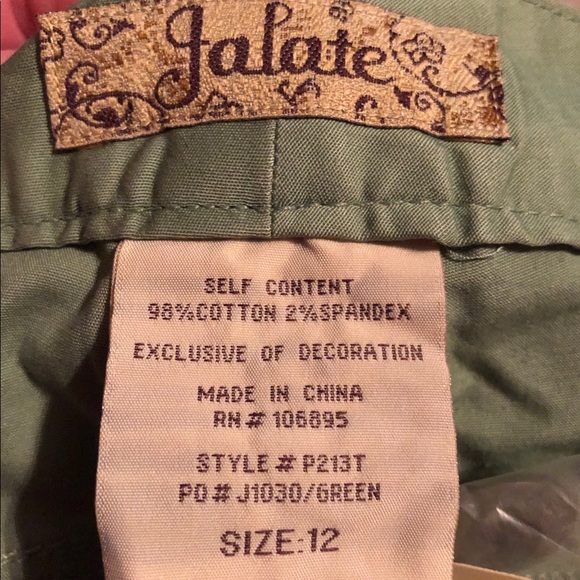 Jalate
SELF CONTENT
98%COTTON 2%SPANDEX
EXCLUSIVE OF DECORATION
MADE IN CHINA
RN# 106895
STYLE# P213T
PO# J1030/GREEN
SIZE:12